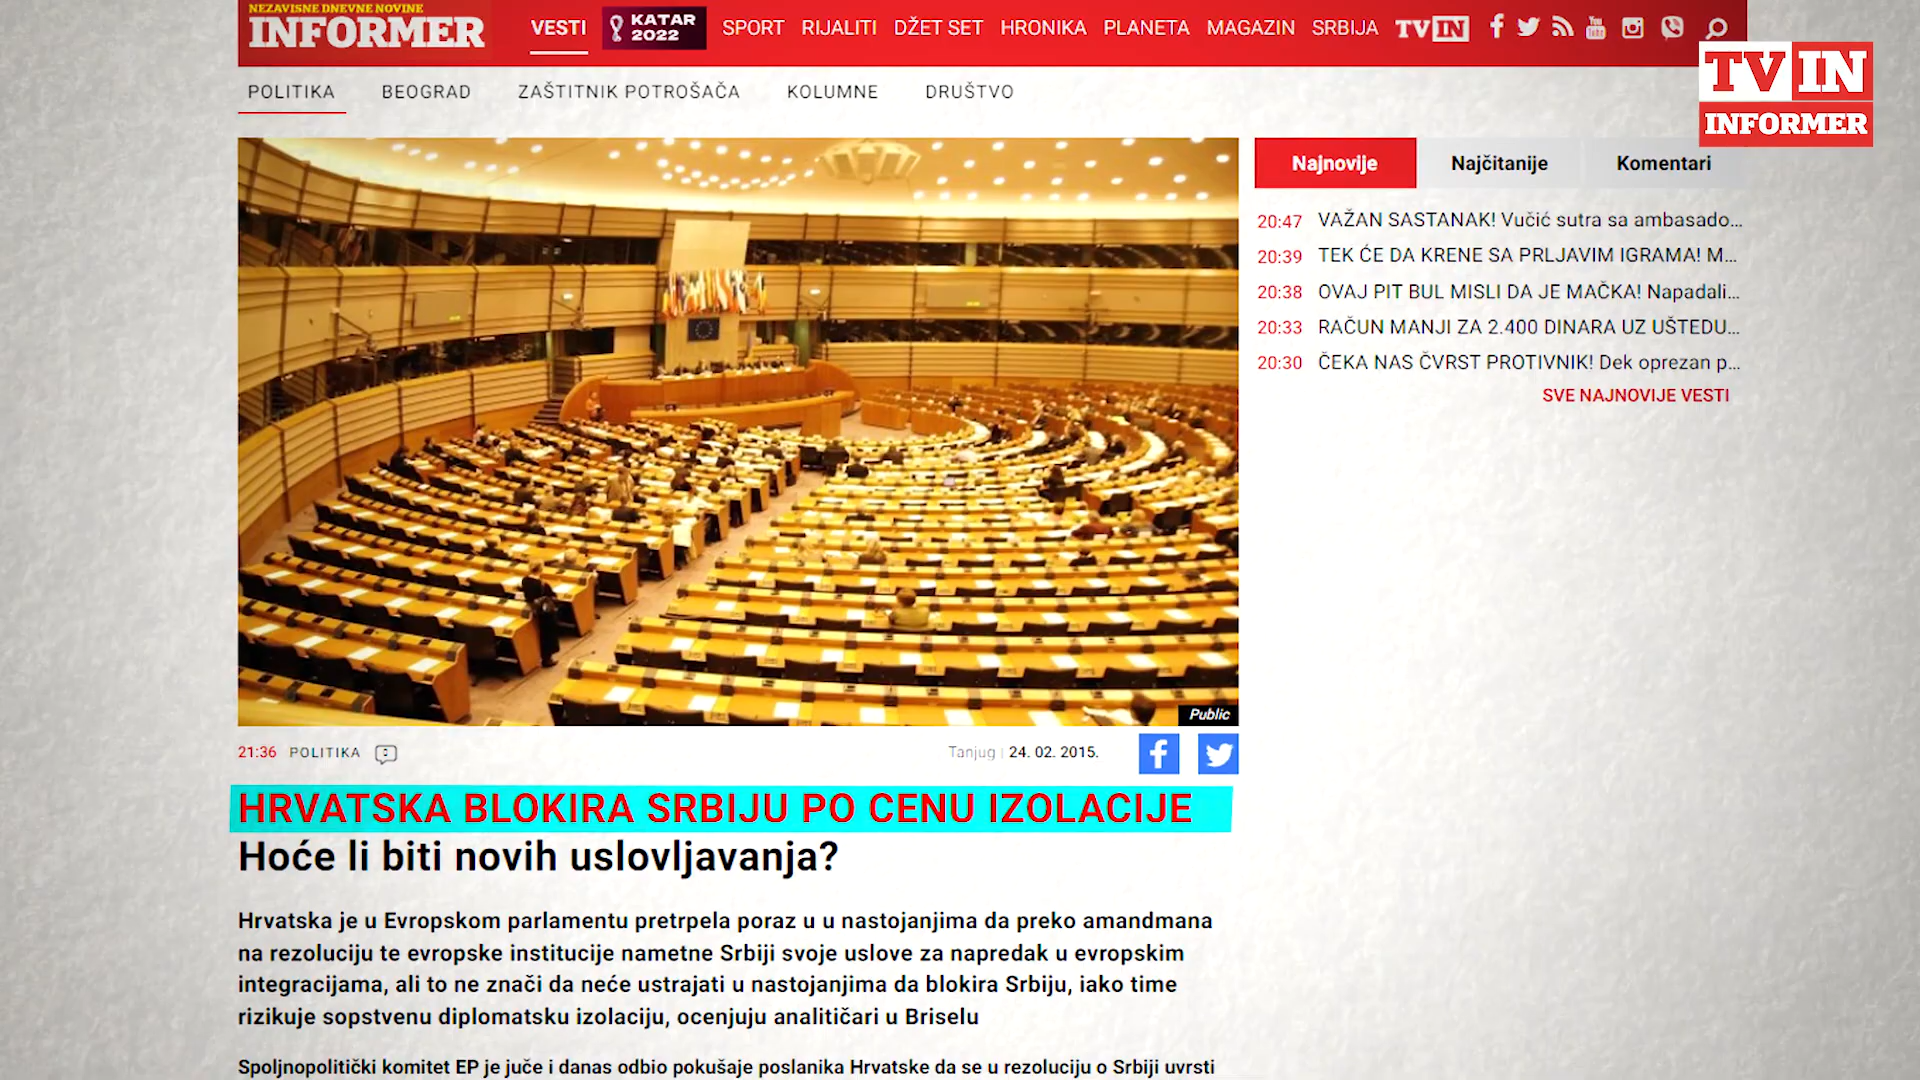 NEZAVISNE DNEVNE NOVINE
INFORMER
VESTI
KATAR
2022
SPORT RIJALITI DŽET SET HRONIKA PLANETA MAGAZIN SRBIJA TV IN
You
Tube
TV IN
INFORMER
POLITIKA BEOGRAD ZAŠTITNIK POTROŠAČA KOLUMNE DRUŠTVO
Najnovije Najčitanije Komentari
20:47 VAŽAN SASTANAK! Vučić sutra sa ambasado...
20:39 TEK ĆE DA KRENE SA PRLJAVIM IGRAMA! M...
20:38 OVAJ PIT BUL MISLI DA JE MAČKA! Napadali...
20:33 RAČUN MANJI ZA 2.400 DINARA UZ UŠTEDU...
20:30 ČEKA NAS ČVRST PROTIVNIK! Dek oprezan p...
SVE NAJNOVIJE VESTI
Public
21:36 POLITIKA
Tanjug | 24. 02. 2015.
HRVATSKA BLOKIRA SRBIJU PO CENU IZOLACIJE
Hoće li biti novih uslovljavanja?
Hrvatska je u Evropskom parlamentu pretrpela poraz u u nastojanjima da preko amandmana
na rezoluciju te evropske institucije nametne Srbiji svoje uslove za napredak u evropskim
integracijama, ali to ne znači da neće ustrajati u nastojanjima da blokira Srbiju, iako time
rizikuje sopstvenu diplomatsku izolaciju, ocenjuju analitičari u Briselu
Spoljnopolitički komitet EP je juče i danas odbio pokušaje poslanika Hrvatske da se u rezoluciju o Srbiji uvrsti